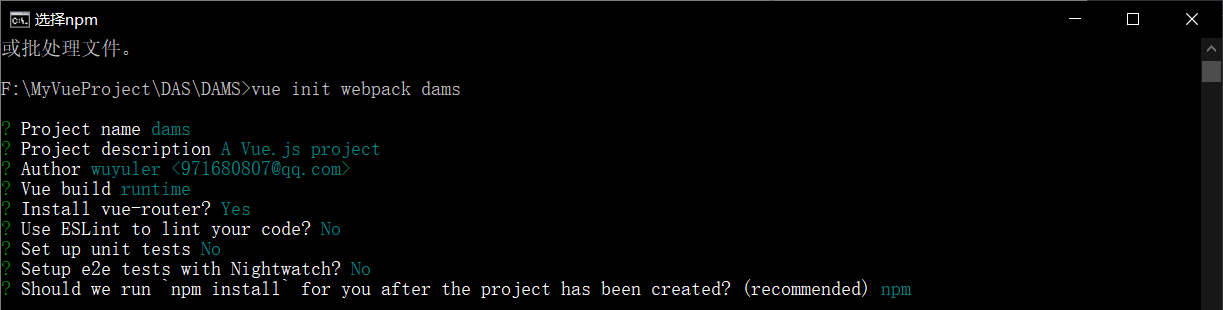 选择npm
或批处理文件。
F:\MyVueProject\DAS\DAMS>vue init webpack dams
? Project name dams
? Project description A Vue.js project
? Author wuyuler <971680807@qq.com>
? Vue build runtime
? Install vue-router? Yes
? Use ESLint to lint your code? No
? Set up unit tests No
? Setup e2e tests with Nightwatch? No
? Should we run `npm install` for you after the project has been created? (recommended) npm